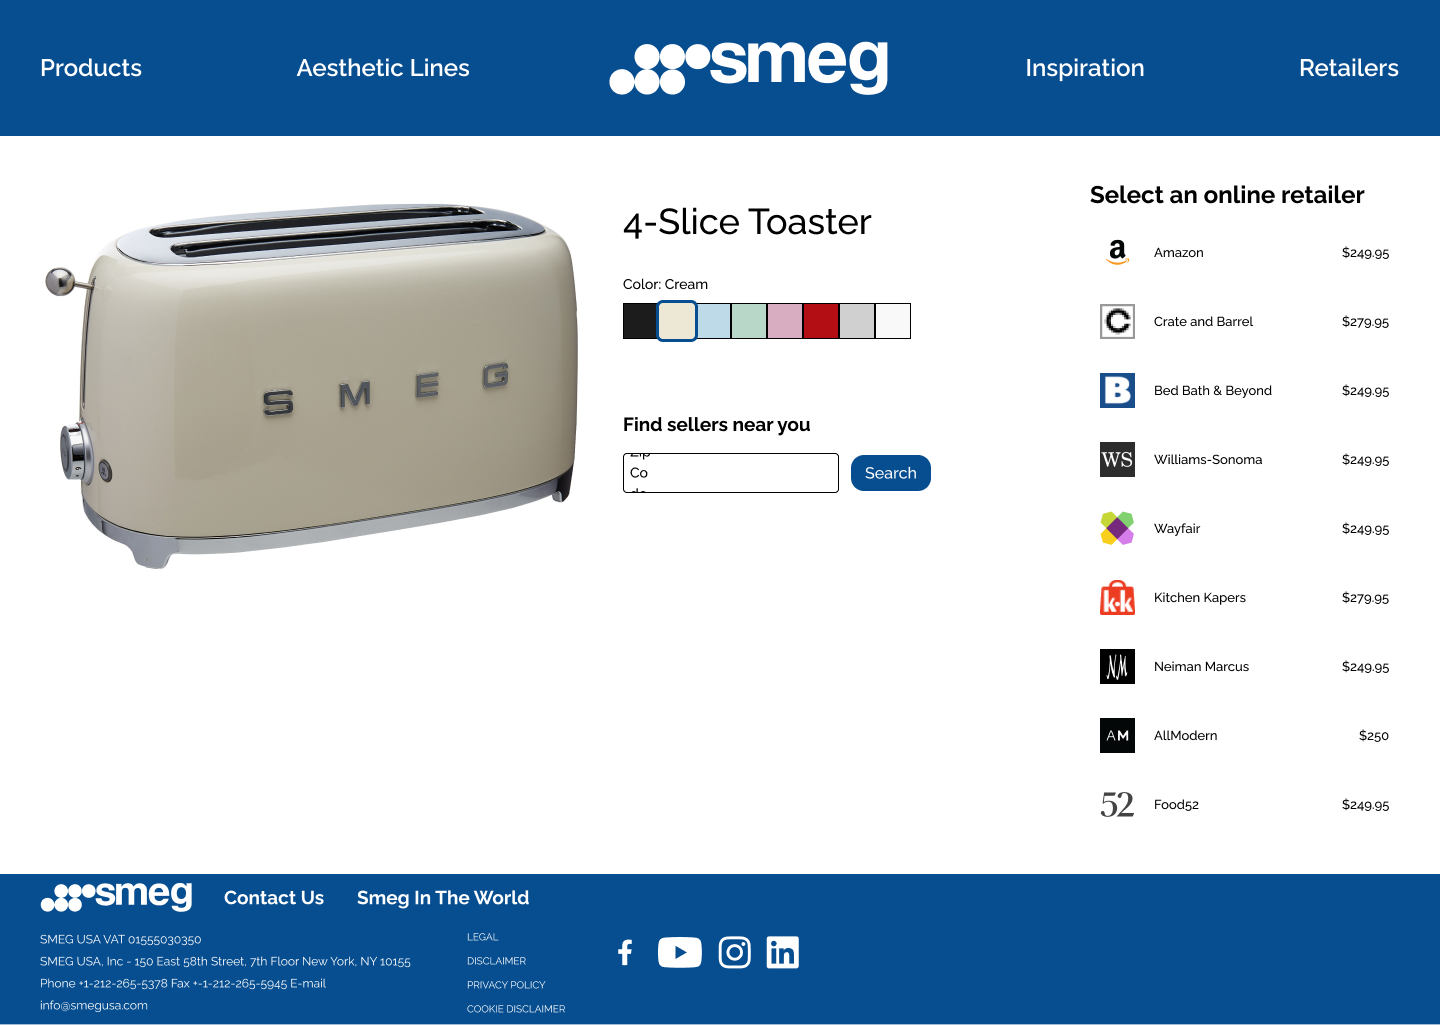 Products
Aesthetic Lines
smeg
Inspiration
Retailers
SMEG
4-Slice Toaster
Color: Cream
Find sellers near you
Zip
Co
de
Search
Select an online retailer
a Amazon $249.95
C Crate and Barrel $279.95
B Bed Bath & Beyond $249.95
WS Williams-Sonoma $249.95
Wayfair $249.95
k·k Kitchen Kapers $279.95
NM Neiman Marcus $249.95
AM AllModern $250
52 Food52 $249.95
smeg
Contact Us
Smeg In The World
SMEG USA VAT 01555030350
SMEG USA, Inc - 150 East 58th Street, 7th Floor New York, NY 10155
Phone +1-212-265-5378 Fax +-1-212-265-5945 E-mail
info@smegusa.com
LEGAL
DISCLAIMER
PRIVACY POLICY
COOKIE DISCLAIMER
f
in